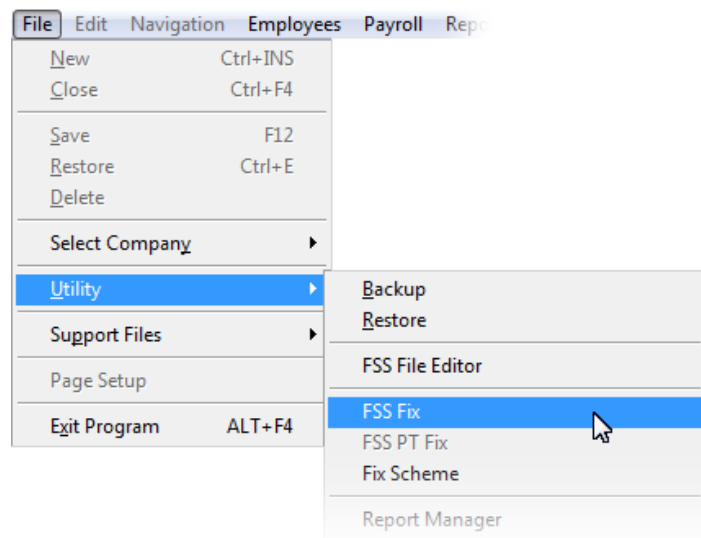 File Edit Navigation Employees Payroll Repo
New Ctrl+INS
Close Ctrl+F4
Save F12
Restore Ctrl+E
Delete
Select Company
Utility
Support Files
Page Setup
Exit Program ALT+F4
Backup
Restore
FSS File Editor
FSS Fix
FSS PT Fix
Fix Scheme
Report Manager